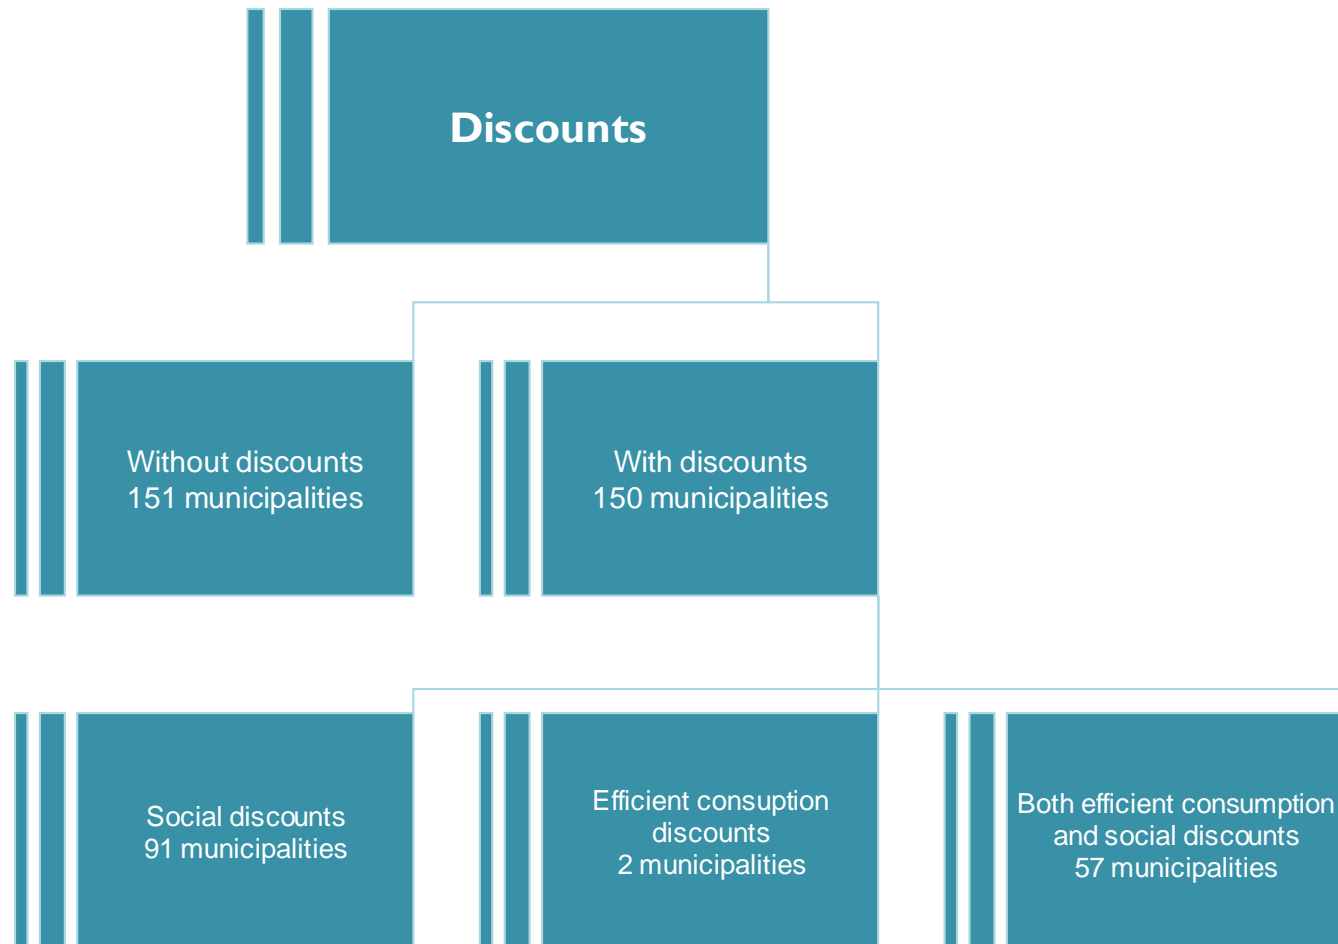 Discounts
Without discounts
151 municipalities
With discounts
150 municipalities
Social discounts
91 municipalities
Efficient consuption
discounts
2 municipalities
Both efficient consumption
and social discounts
57 municipalities